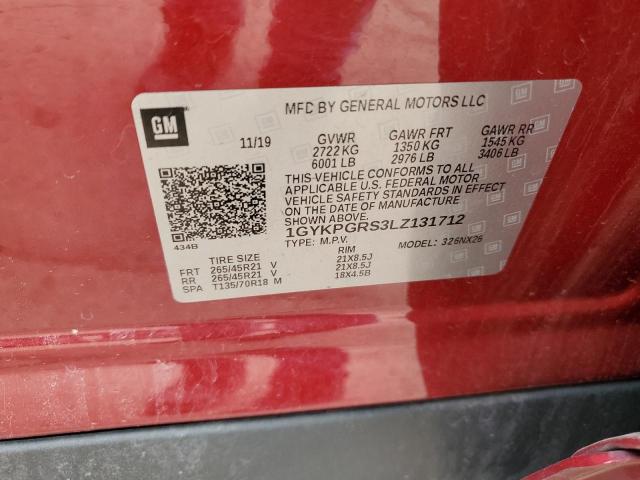 MFD BY GENERAL MOTORS LLC
GM
11/19 GVWR GAWR FRT GAWR RR
2722 KG 1350 KG 1545 KG
6001 LB 2976 LB 3406 LB
THIS VEHICLE CONFORMS TO ALL
APPLICABLE U.S. FEDERAL MOTOR
VEHICLE SAFETY STANDARDS IN EFFECT
ON THE DATE OF MANUFACTURE
SHOWN ABOVE.
1GYKPGRS3LZ131712
434B TYPE: M.P.V. MODEL: 326NX26
TIRE SIZE RIM
FRT 265/45R21 V 21X8.5J
RR 265/45R21 V 21X8.5J
SPA T135/70R18 M 18X4.5B